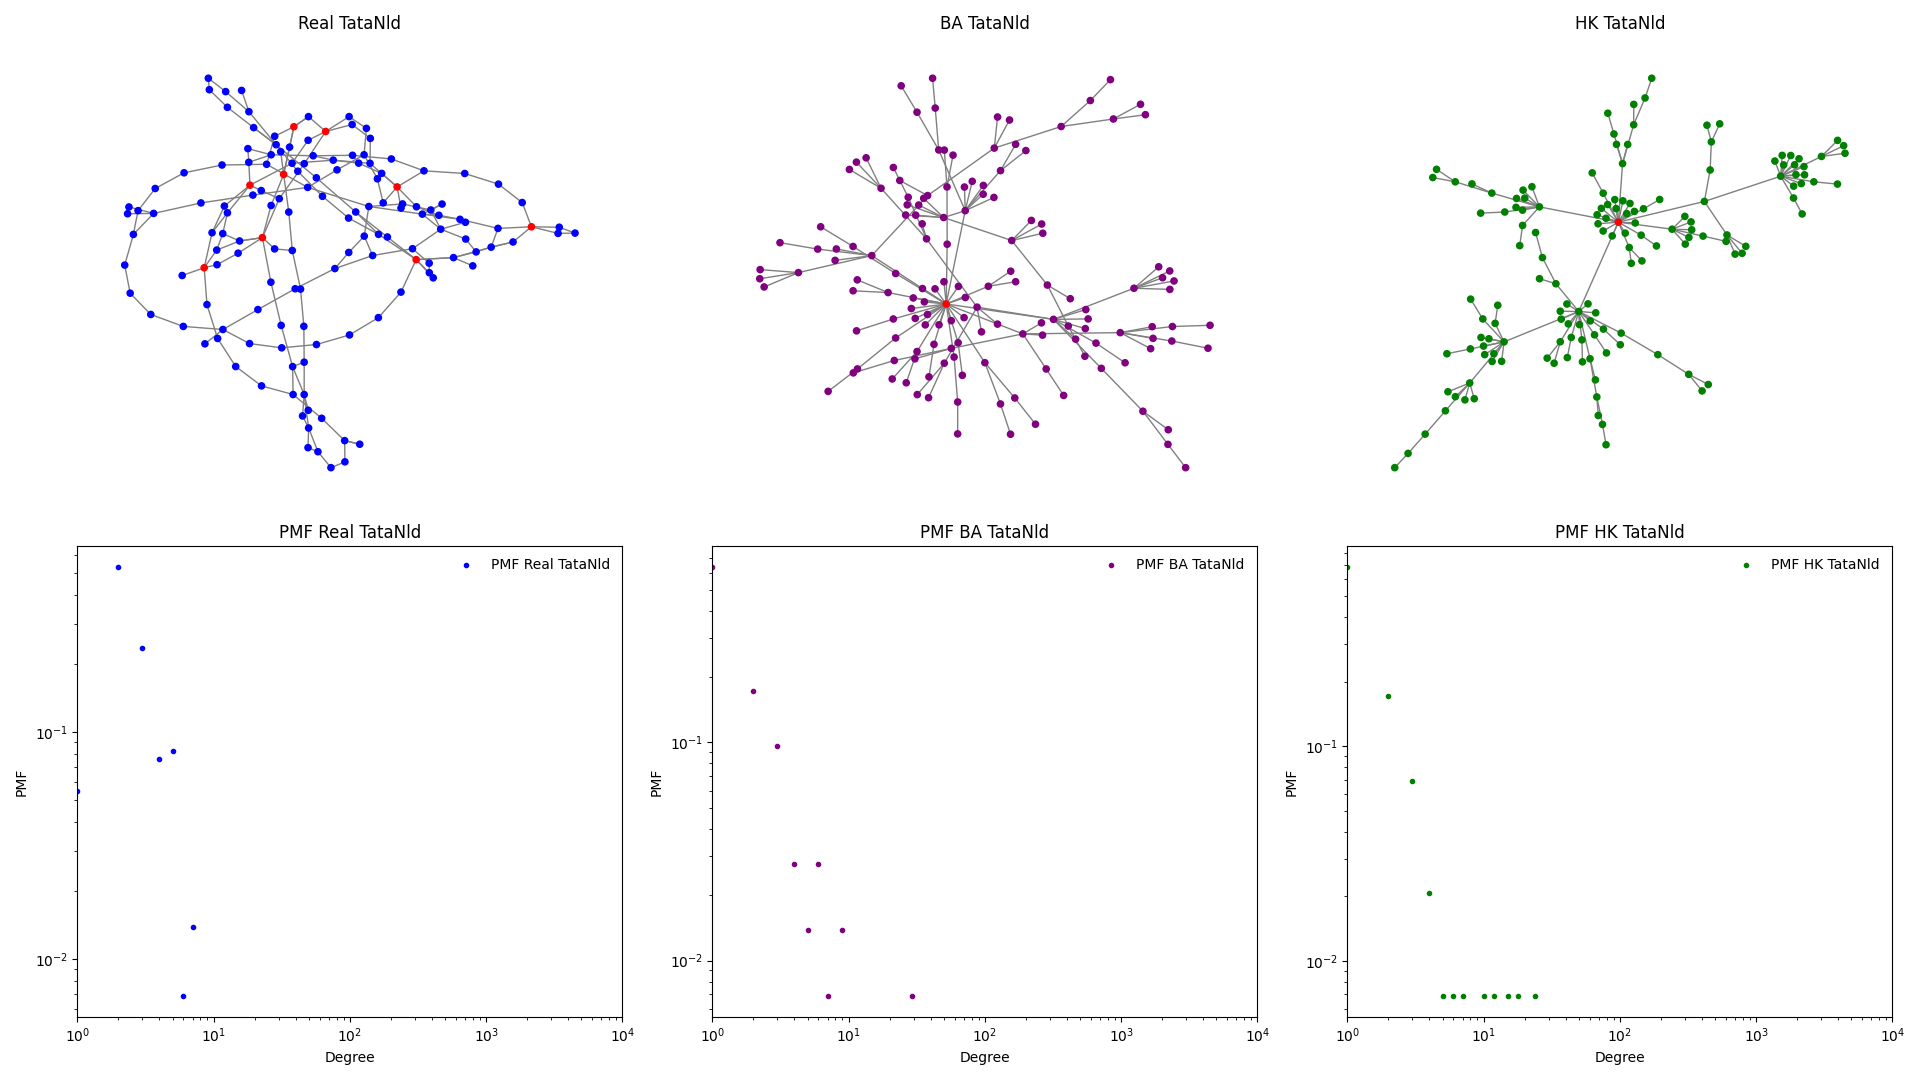 Real TataNld
BA TataNld
HK TataNld
PMF Real TataNld
PMF BA TataNld
PMF HK TataNld
PMF Real TataNld
PMF BA TataNld
PMF HK TataNld
PMF
10⁻¹
10⁻²
10⁰ 10¹ 10² 10³ 10⁴
Degree
PMF
10⁻¹
10⁻²
10⁰ 10¹ 10² 10³ 10⁴
Degree
PMF
10⁻¹
10⁻²
10⁰ 10¹ 10² 10³ 10⁴
Degree